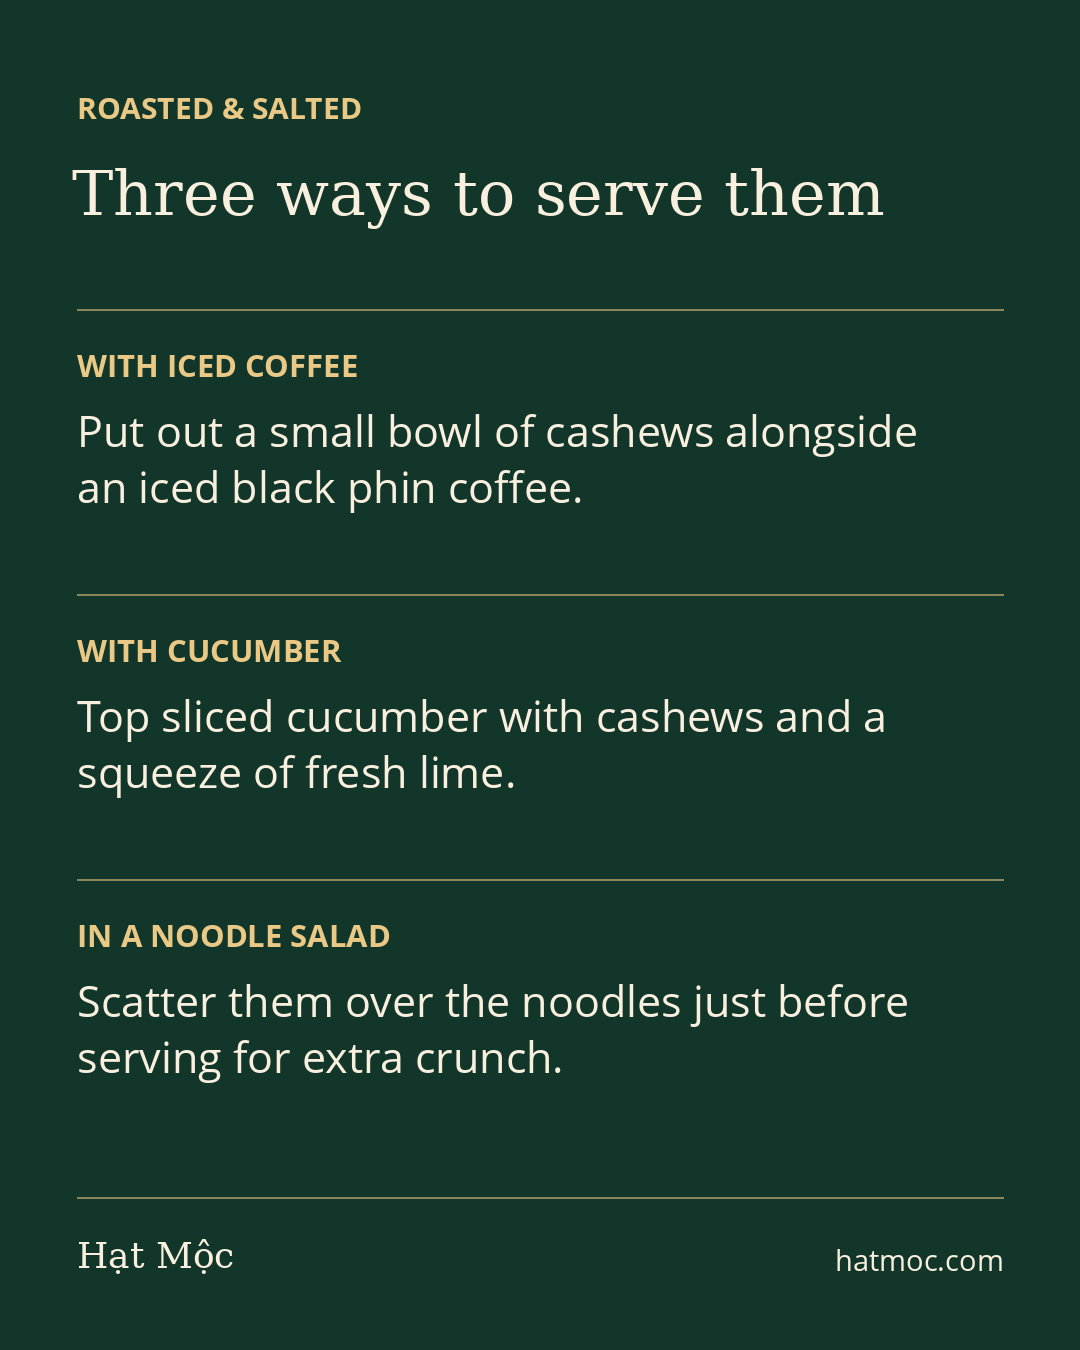 ROASTED & SALTED
Three ways to serve them
WITH ICED COFFEE
Put out a small bowl of cashews alongside
an iced black phin coffee.
WITH CUCUMBER
Top sliced cucumber with cashews and a
squeeze of fresh lime.
IN A NOODLE SALAD
Scatter them over the noodles just before
serving for extra crunch.
Hạt Mộc
hatmoc.com